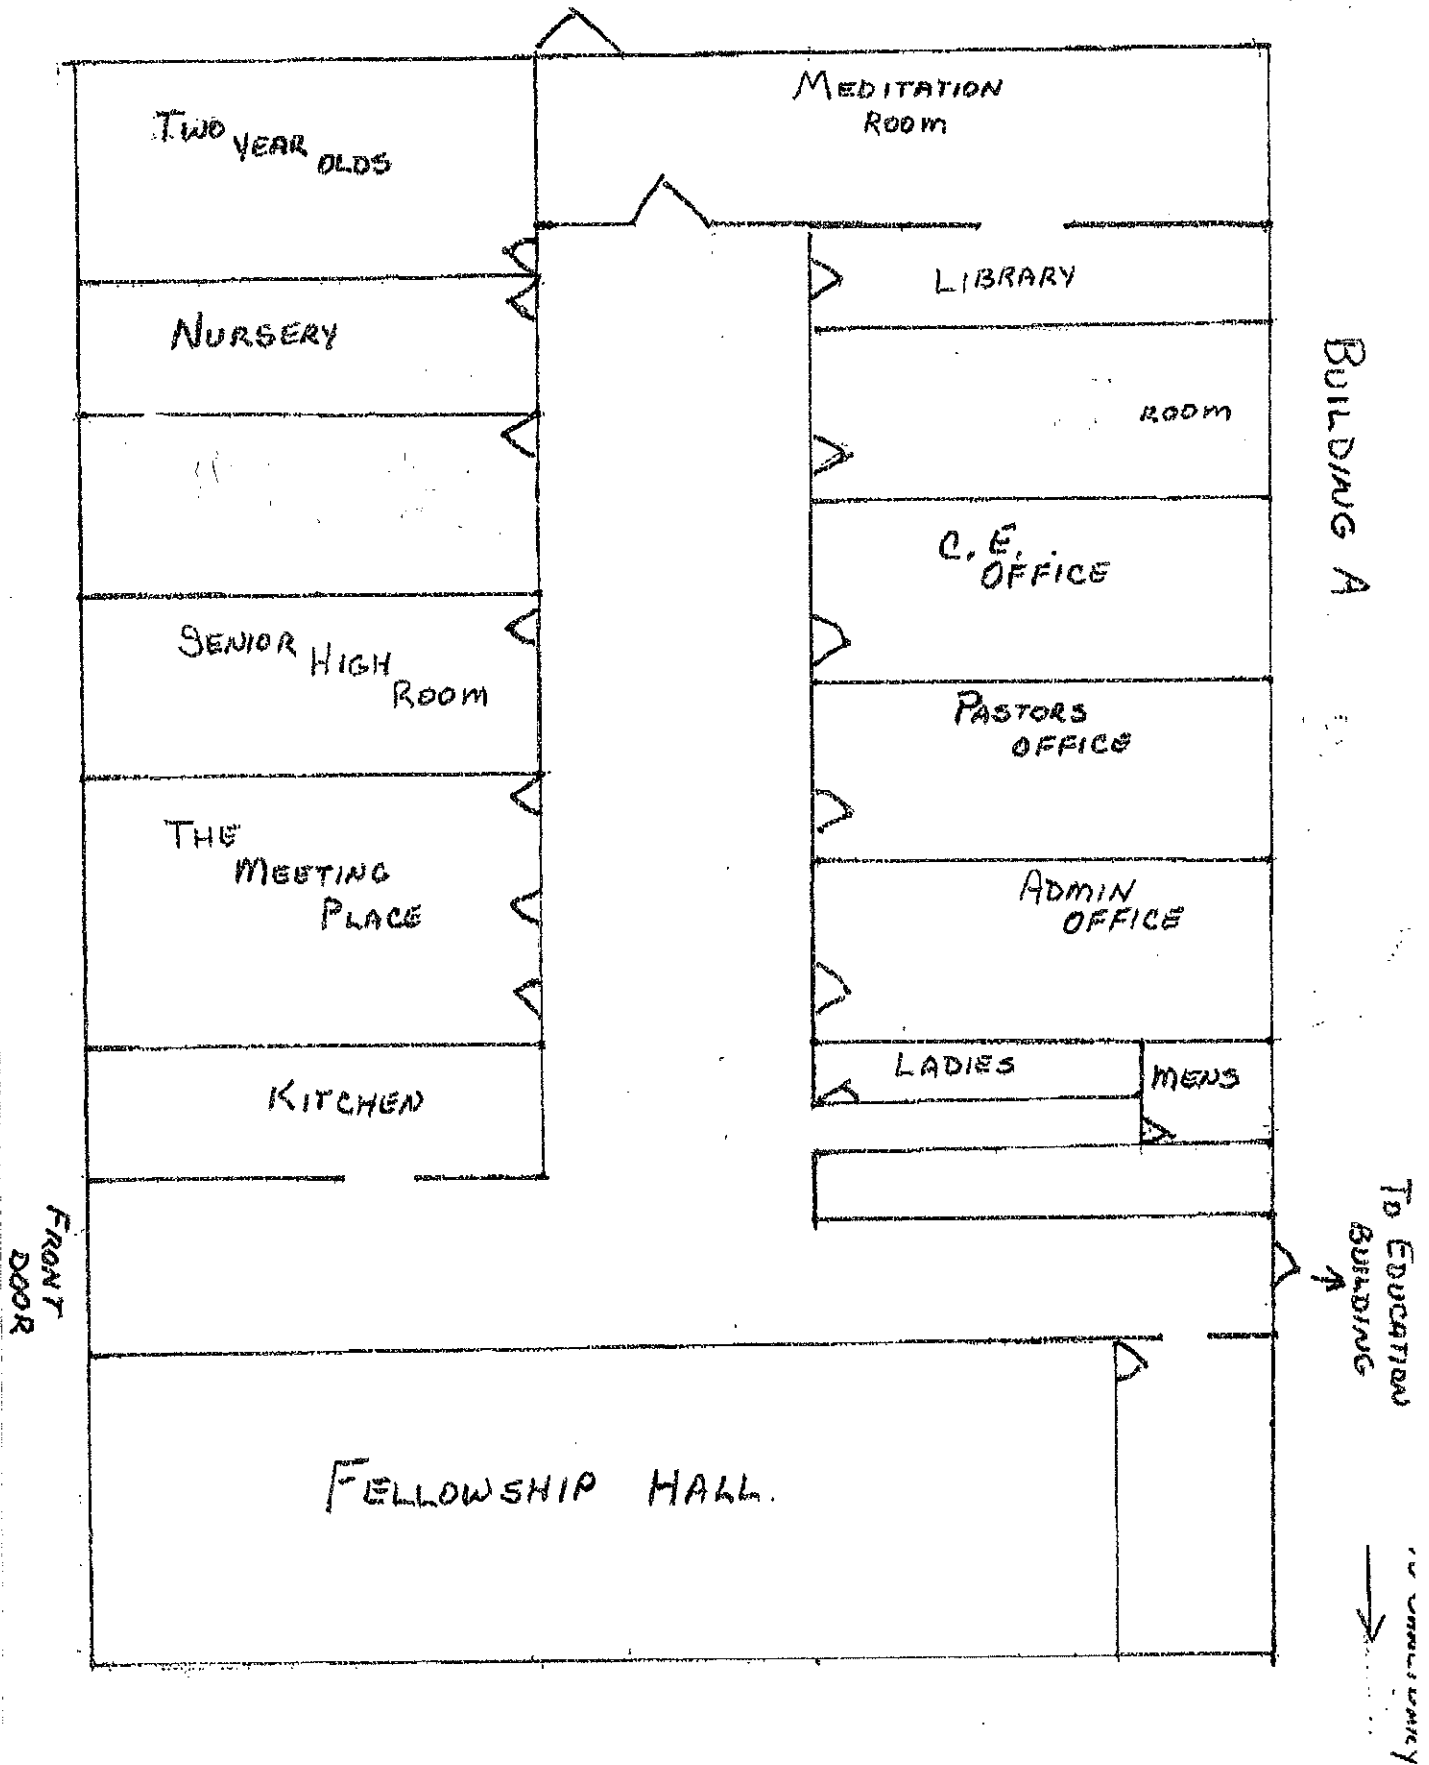 MEDITATION
ROOM
TWO YEAR OLDS
LIBRARY
NURSERY
ROOM
C. E.
OFFICE
SENIOR HIGH
ROOM
PASTORS
OFFICE
THE
MEETING
PLACE
ADMIN
OFFICE
LADIES
MENS
KITCHEN
FELLOWSHIP HALL.
BUILDING A
FRONT
DOOR
TO EDUCATION
BUILDING